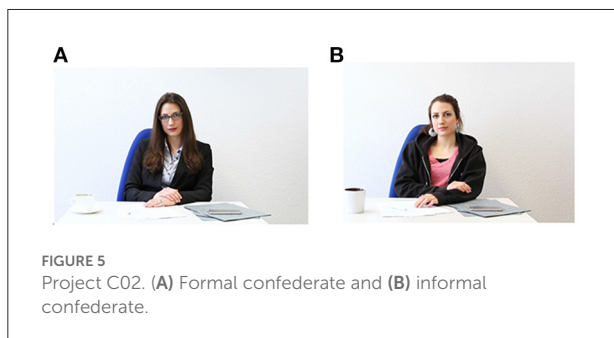 A
B
FIGURE 5
Project C02. (A) Formal confederate and (B) informal
confederate.